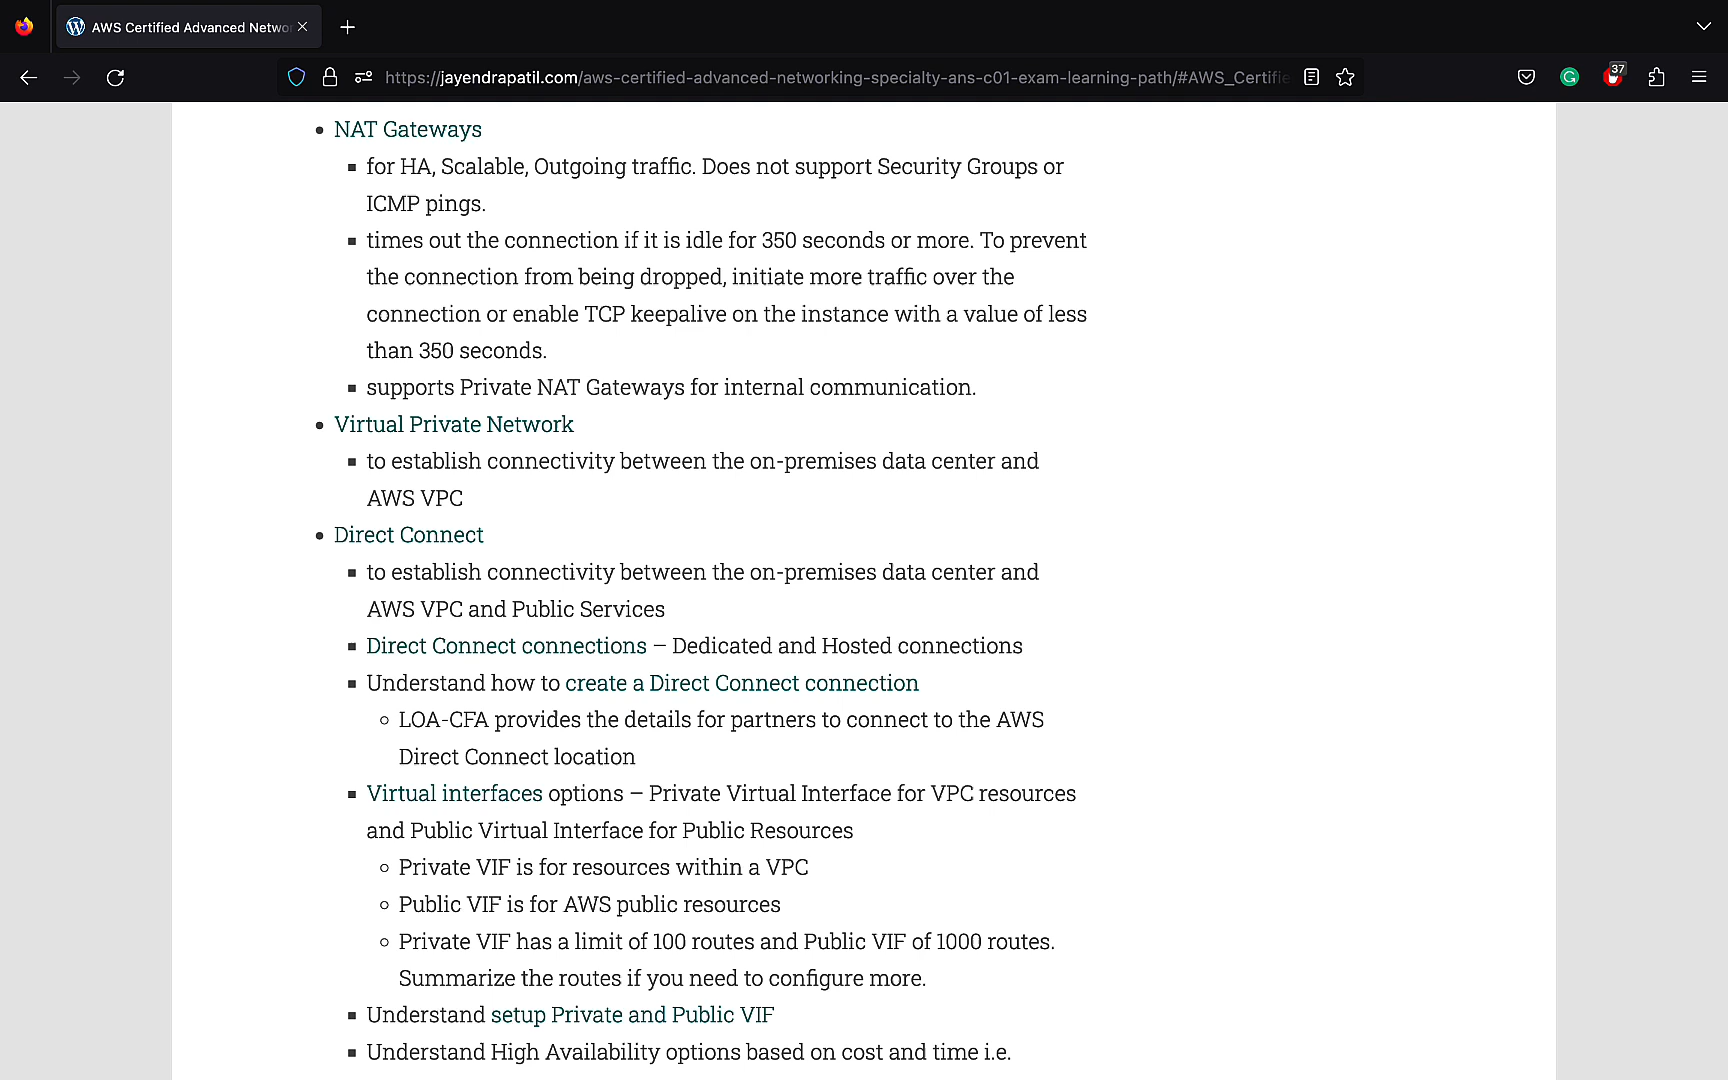 AWS Certified Advanced Netwo
https://jayendrapatil.com/aws-certified-advanced-networking-specialty-ans-c01-exam-learning-path/#AWS_Certifie
37
NAT Gateways
for HA, Scalable, Outgoing traffic. Does not support Security Groups or
ICMP pings.
times out the connection if it is idle for 350 seconds or more. To prevent
the connection from being dropped, initiate more traffic over the
connection or enable TCP keepalive on the instance with a value of less
than 350 seconds.
supports Private NAT Gateways for internal communication.
Virtual Private Network
to establish connectivity between the on-premises data center and
AWS VPC
Direct Connect
to establish connectivity between the on-premises data center and
AWS VPC and Public Services
Direct Connect connections – Dedicated and Hosted connections
Understand how to create a Direct Connect connection
LOA-CFA provides the details for partners to connect to the AWS
Direct Connect location
Virtual interfaces options – Private Virtual Interface for VPC resources
and Public Virtual Interface for Public Resources
Private VIF is for resources within a VPC
Public VIF is for AWS public resources
Private VIF has a limit of 100 routes and Public VIF of 1000 routes.
Summarize the routes if you need to configure more.
Understand setup Private and Public VIF
Understand High Availability options based on cost and time i.e.